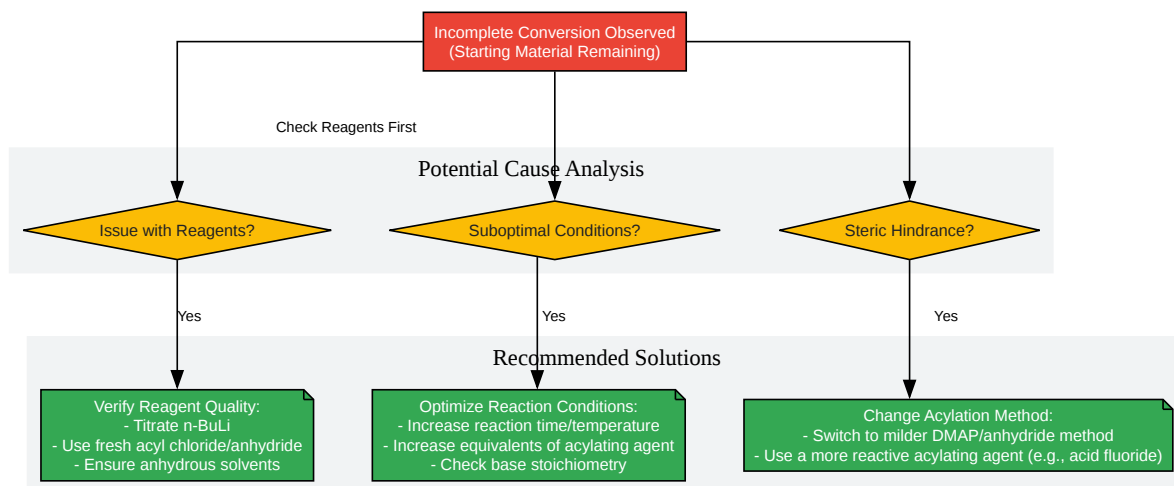 Incomplete Conversion Observed
(Starting Material Remaining)
Check Reagents First
Potential Cause Analysis
Issue with Reagents?
Suboptimal Conditions?
Steric Hindrance?
Yes
Yes
Yes
Recommended Solutions
Verify Reagent Quality:
- Titrate n-BuLi
- Use fresh acyl chloride/anhydride
- Ensure anhydrous solvents
Optimize Reaction Conditions:
- Increase reaction time/temperature
- Increase equivalents of acylating agent
- Check base stoichiometry
Change Acylation Method:
- Switch to milder DMAP/anhydride method
- Use a more reactive acylating agent (e.g., acid fluoride)